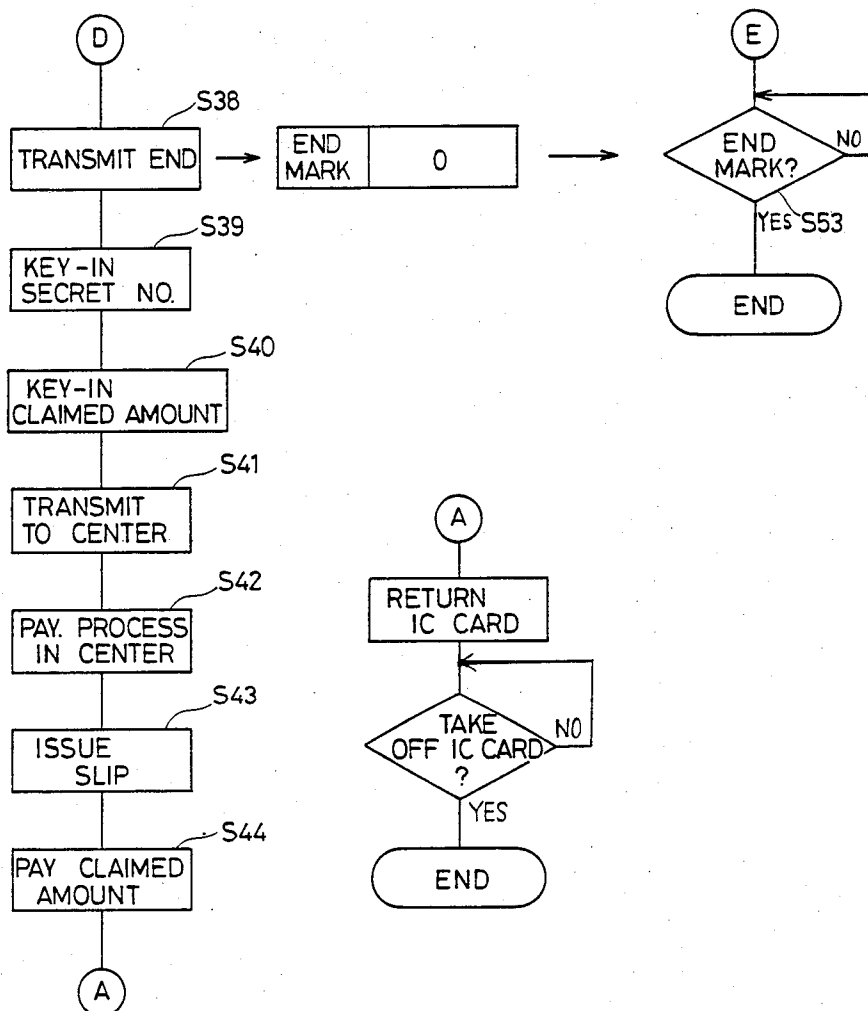 D
S38
TRANSMIT END
END
MARK
0
S39
KEY-IN
SECRET NO.
S40
KEY-IN
CLAIMED AMOUNT
S41
TRANSMIT
TO CENTER
S42
PAY. PROCESS
IN CENTER
S43
ISSUE
SLIP
S44
PAY CLAIMED
AMOUNT
A
E
END
MARK?
NO
YES
S53
END
A
RETURN
IC CARD
TAKE
OFF IC CARD
?
NO
YES
END